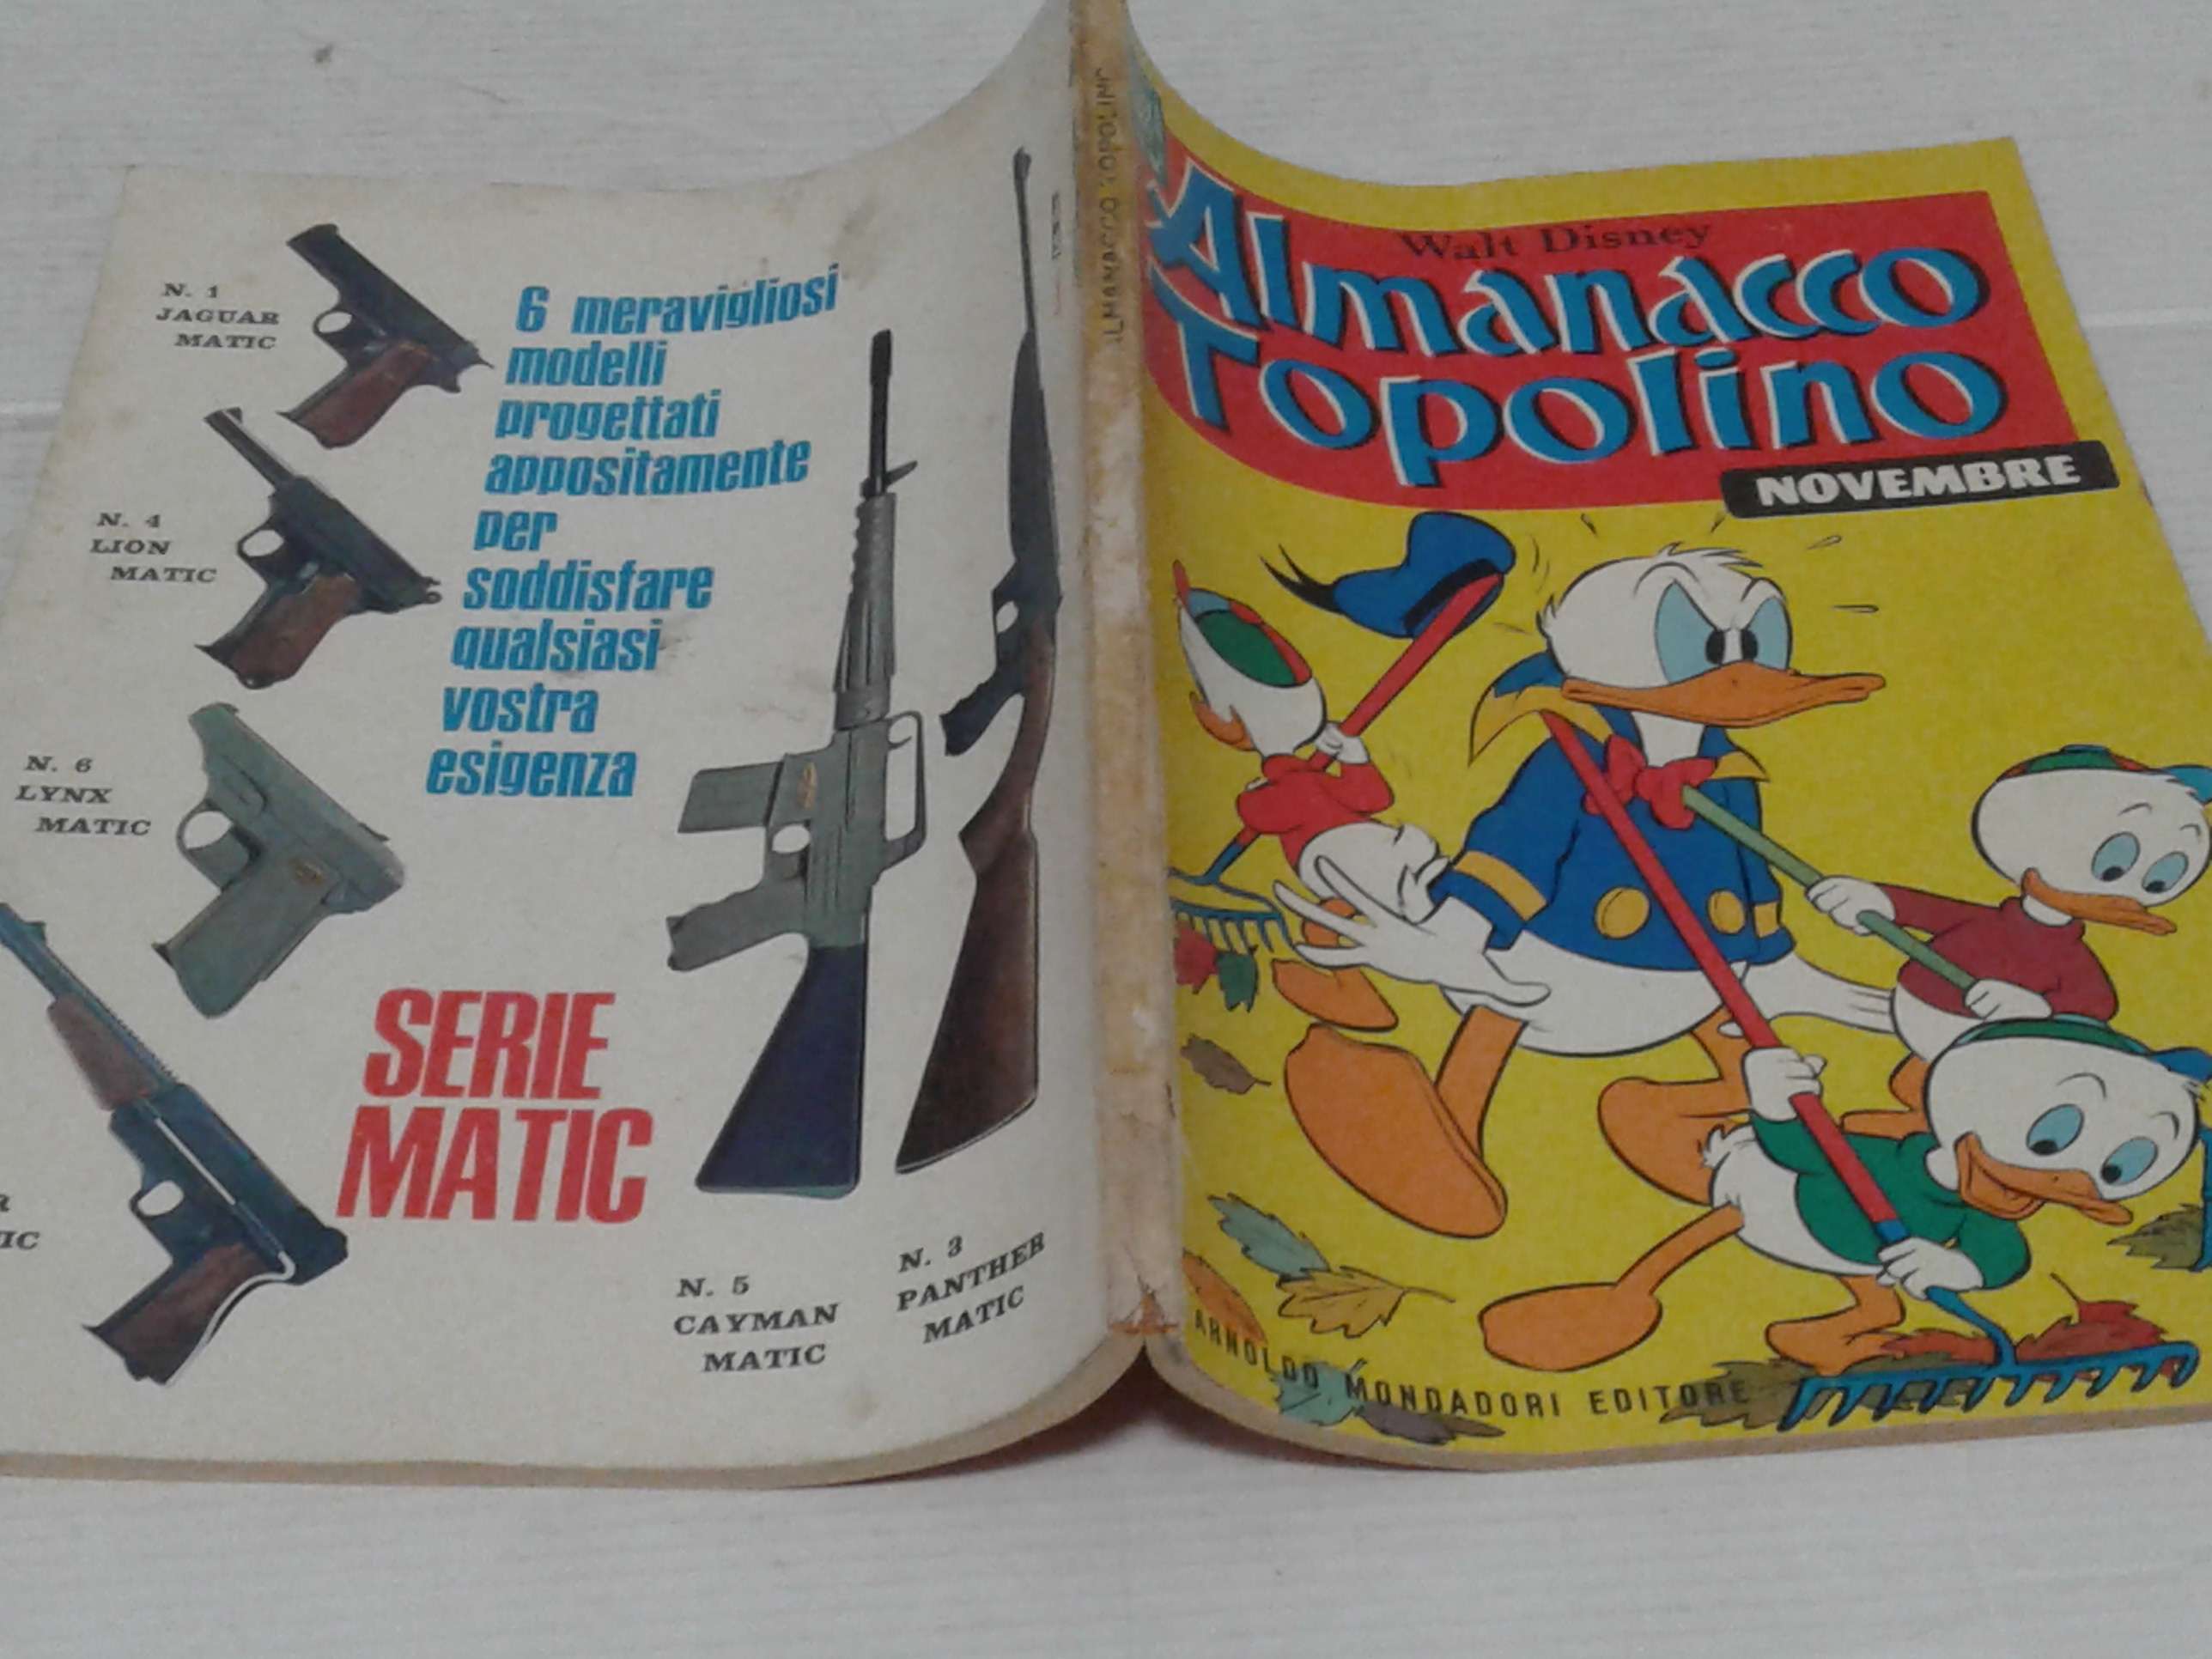 N. 1
JAGUAR
MATIC
N. 4
LION
MATIC
N. 6
LYNX
MATIC
6 meravigliosi
modelli
progettati
appositamente
per
soddisfare
qualsiasi
vostra
esigenza
SERIE
MATIC
N. 5
CAYMAN
MATIC
N. 3
PANTHER
MATIC
ALMANACCO TOPOLINO
Walt Disney
Almanacco
Topolino
NOVEMBRE
ARNOLDO MONDADORI EDITORE